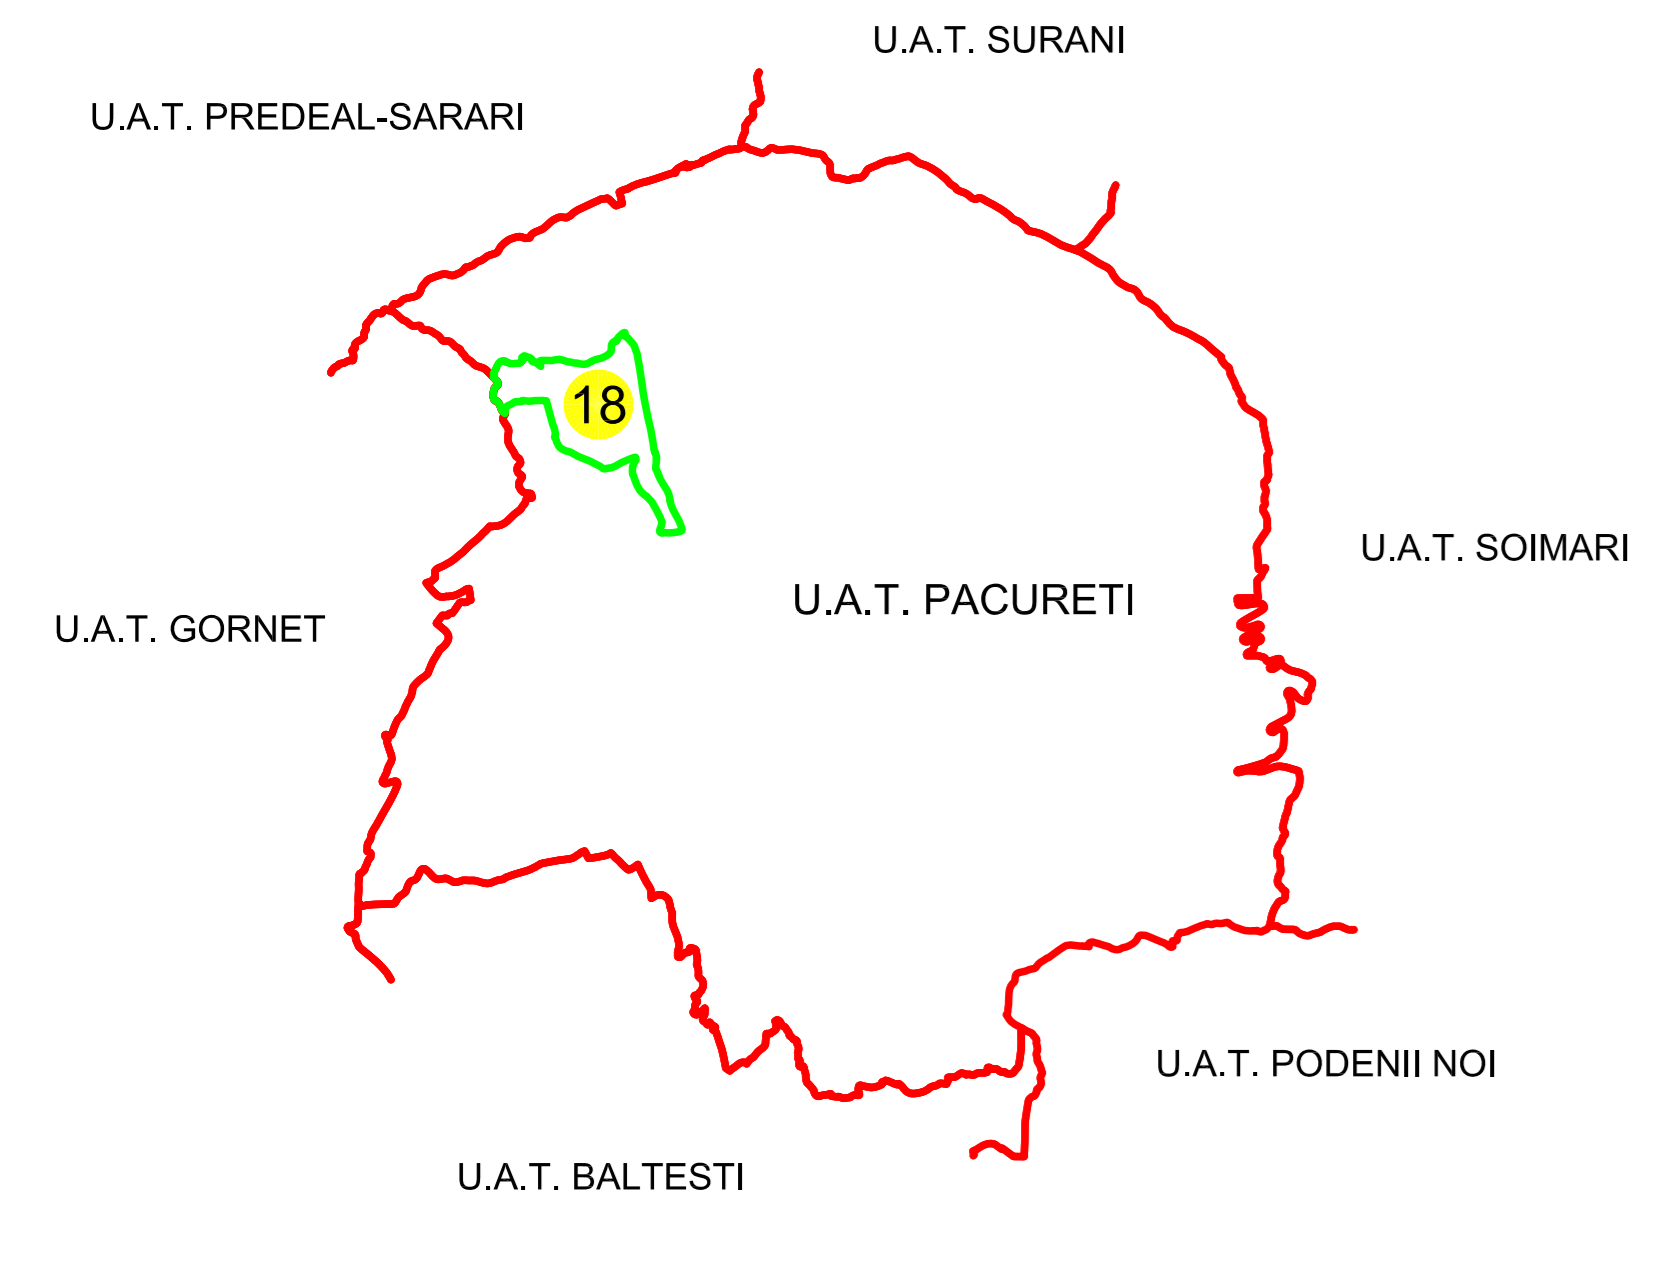 U.A.T. SURANI
U.A.T. PREDEAL-SARARI
18
U.A.T. SOIMARI
U.A.T. PACURETI
U.A.T. GORNET
U.A.T. PODENII NOI
U.A.T. BALTESTI